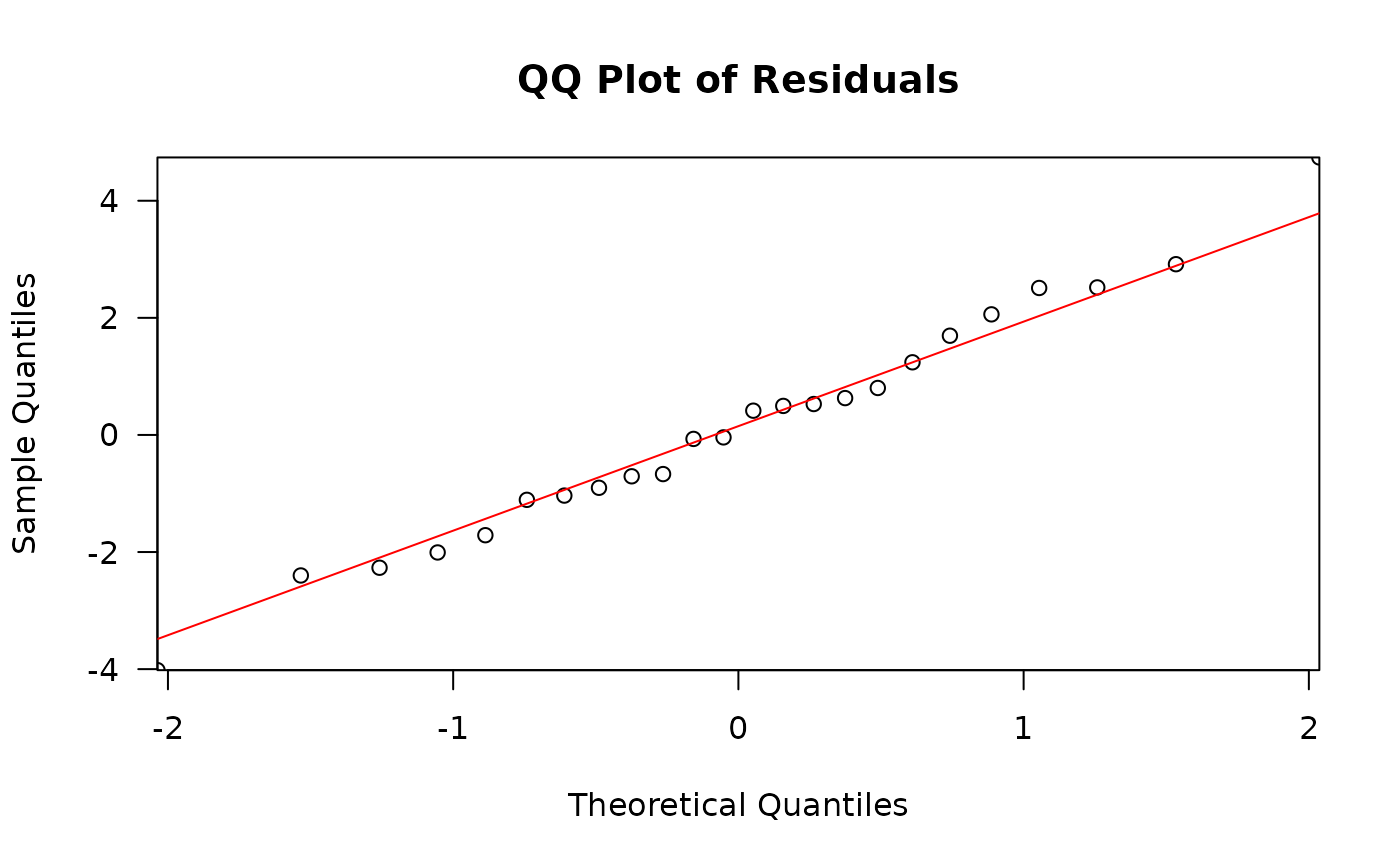 QQ Plot of Residuals
Sample Quantiles
4
2
0
-2
-4
-2 -1 0 1 2
Theoretical Quantiles